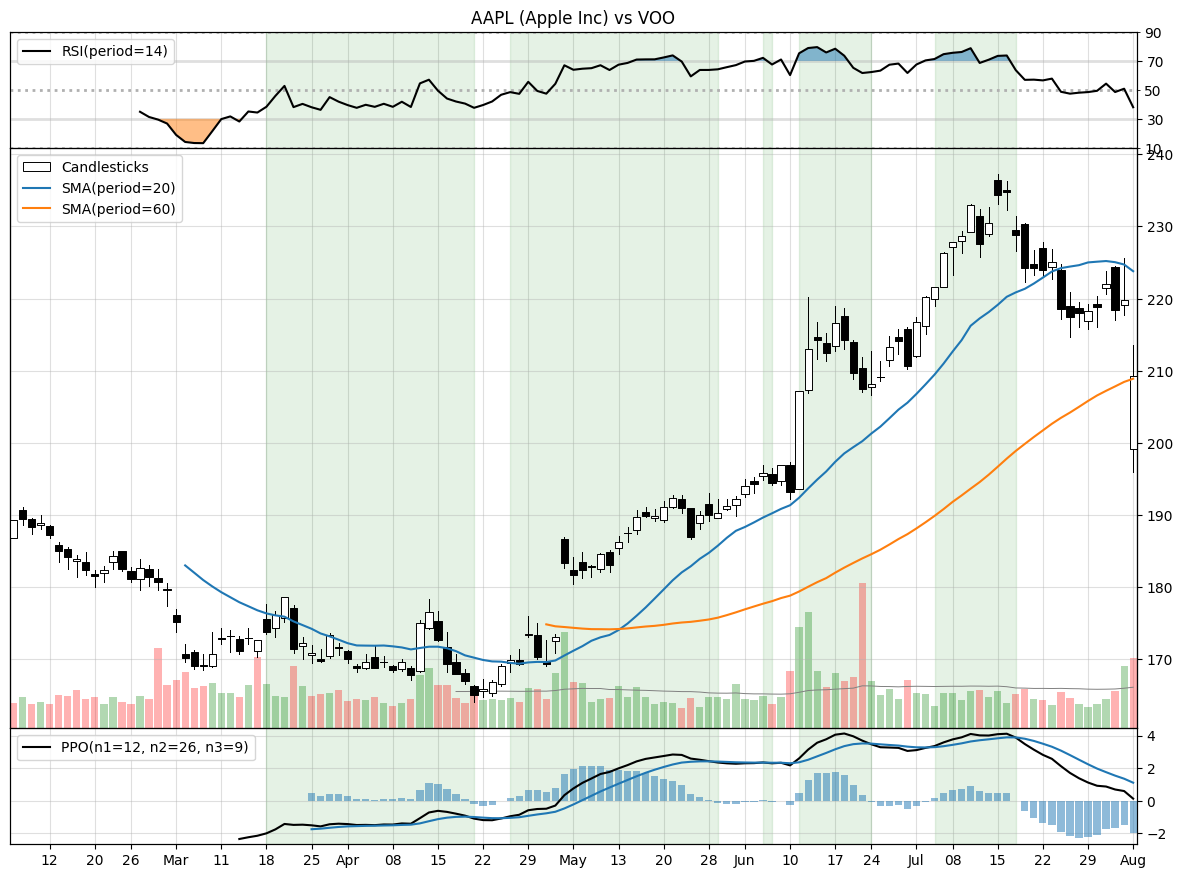 AAPL (Apple Inc) vs VOO
RSI(period=14)
90
70
50
30
10
Candlesticks
SMA(period=20)
SMA(period=60)
240
230
220
210
200
190
180
170
PPO(n1=12, n2=26, n3=9)
4
2
0
−2
12 20 26 Mar 11 18 25 Apr 08 15 22 29 May 13 20 28 Jun 10 17 24 Jul 08 15 22 29 Aug